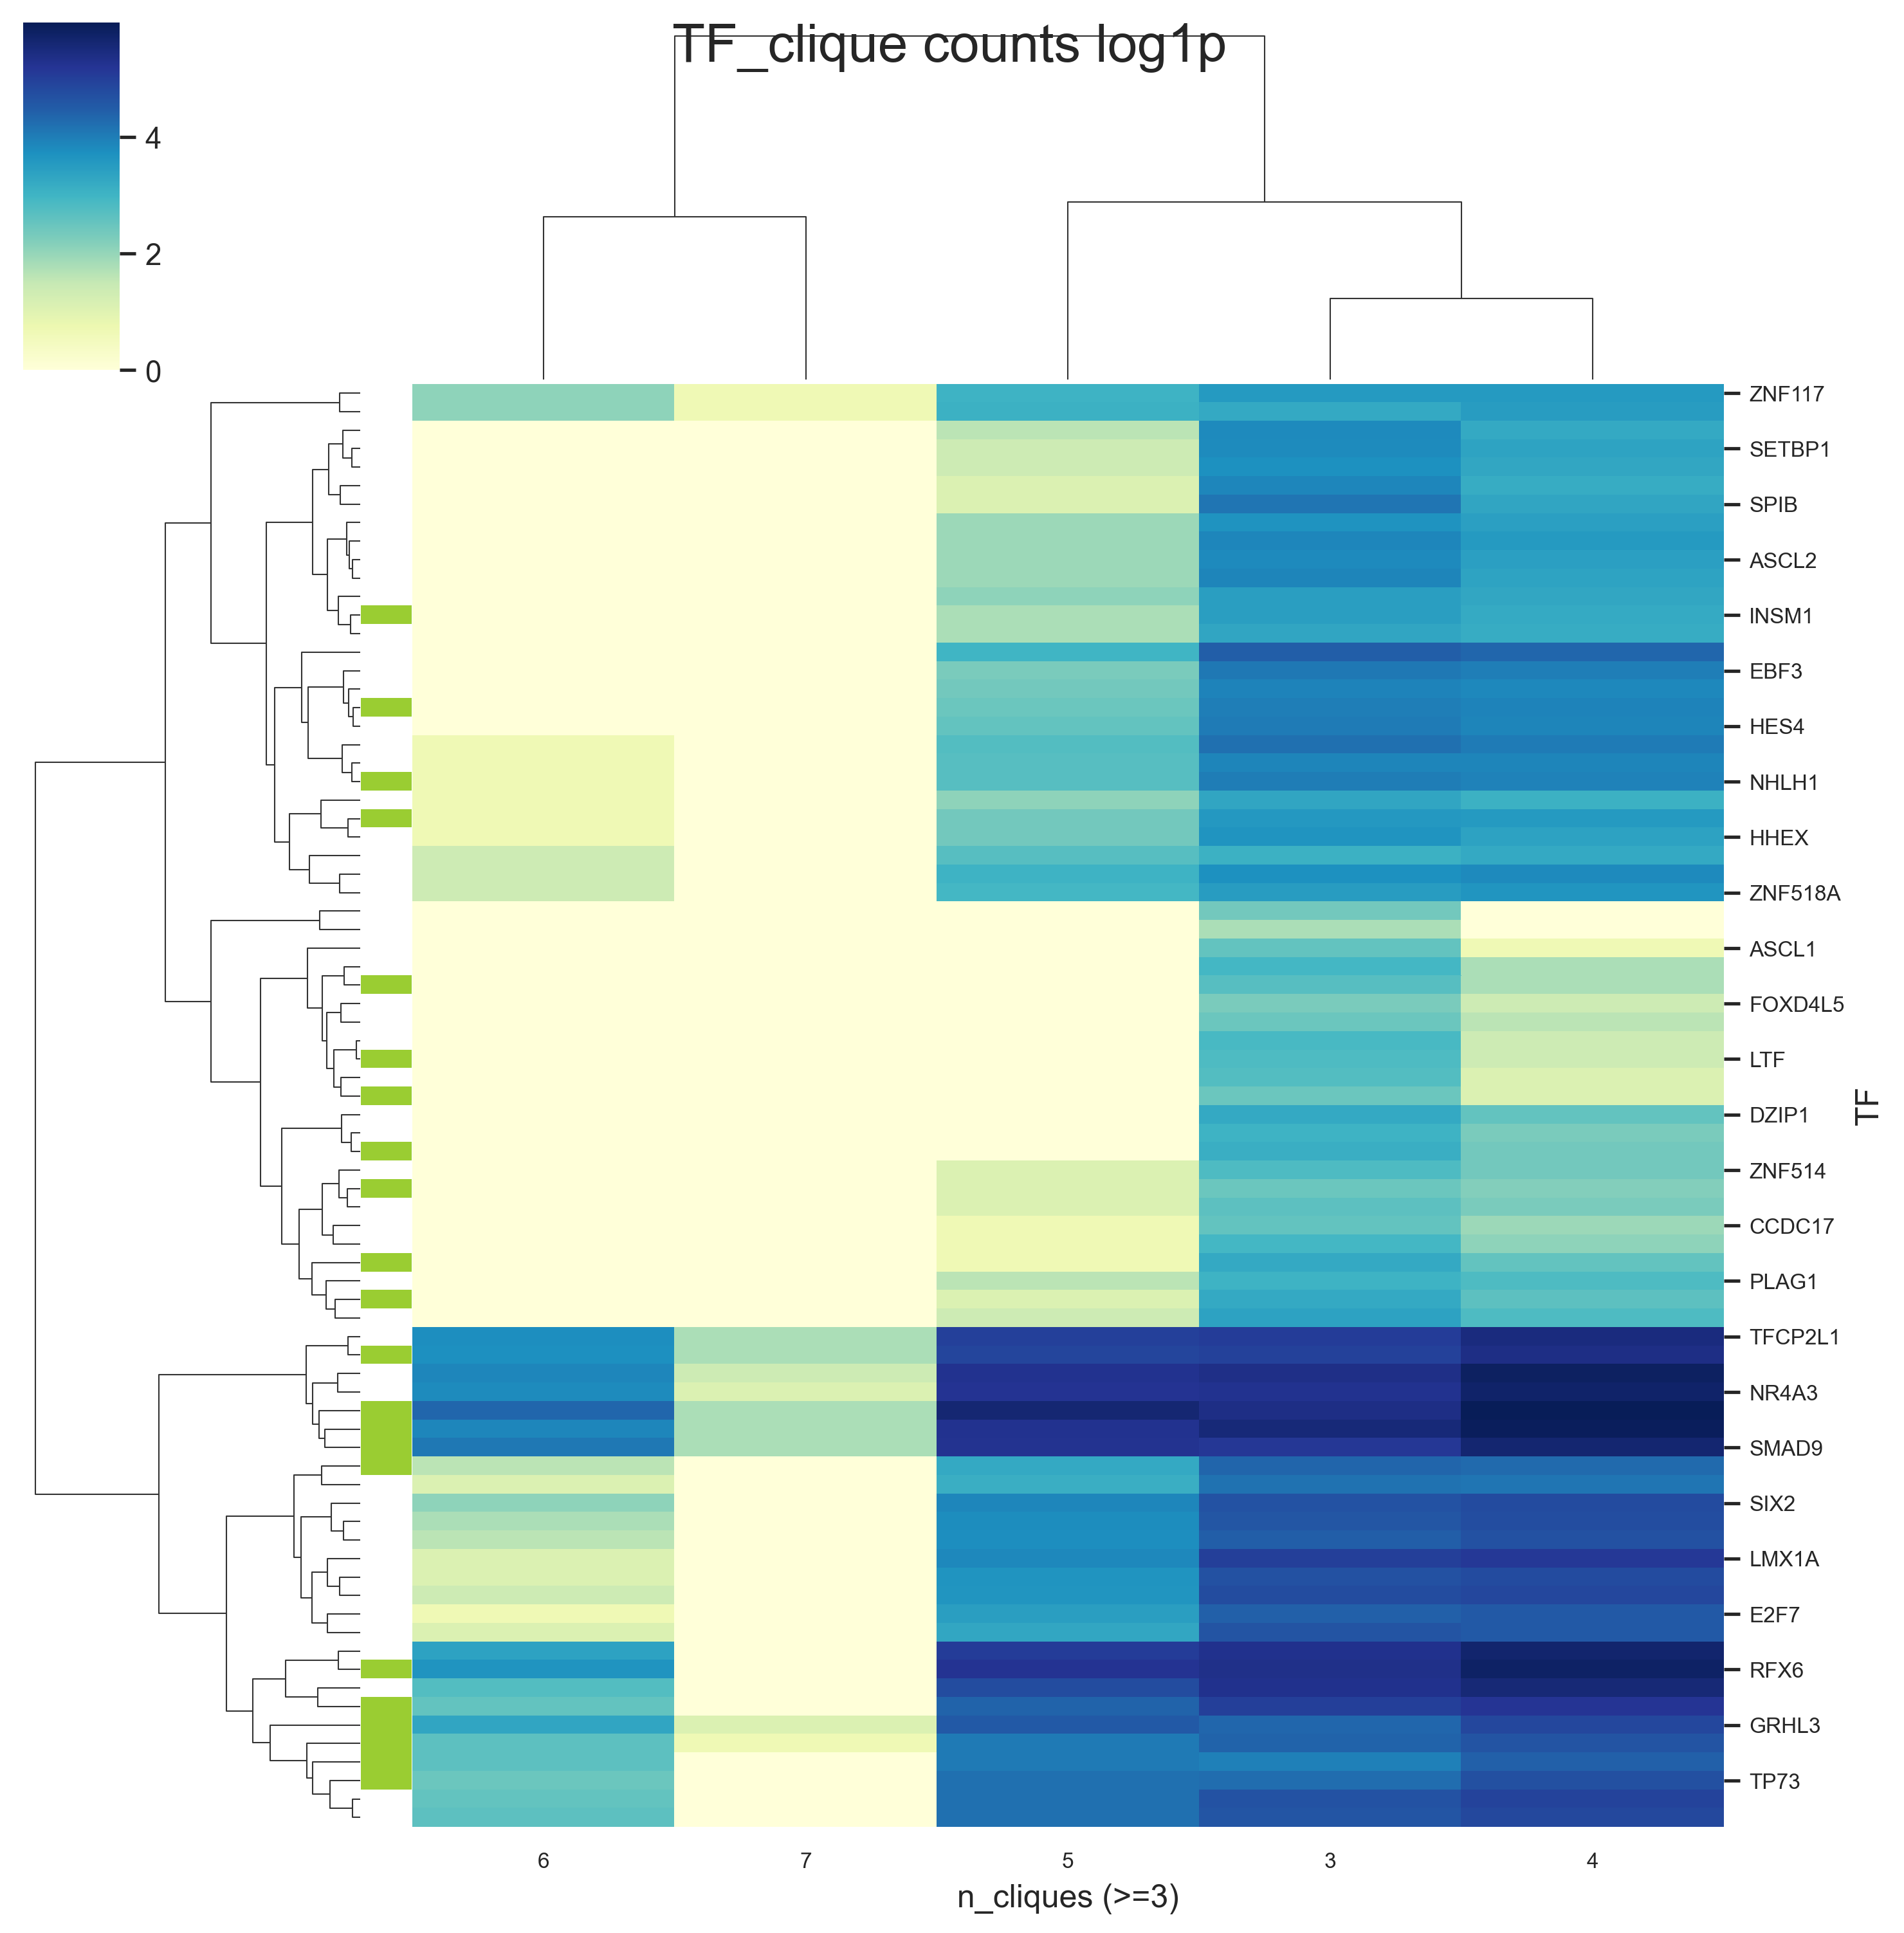 TF_clique counts log1p
4
2
0
ZNF117
SETBP1
SPIB
ASCL2
INSM1
EBF3
HES4
NHLH1
HHEX
ZNF518A
ASCL1
FOXD4L5
LTF
DZIP1
ZNF514
CCDC17
PLAG1
TFCP2L1
NR4A3
SMAD9
SIX2
LMX1A
E2F7
RFX6
GRHL3
TP73
TF
6 7 5 3 4
n_cliques (>=3)